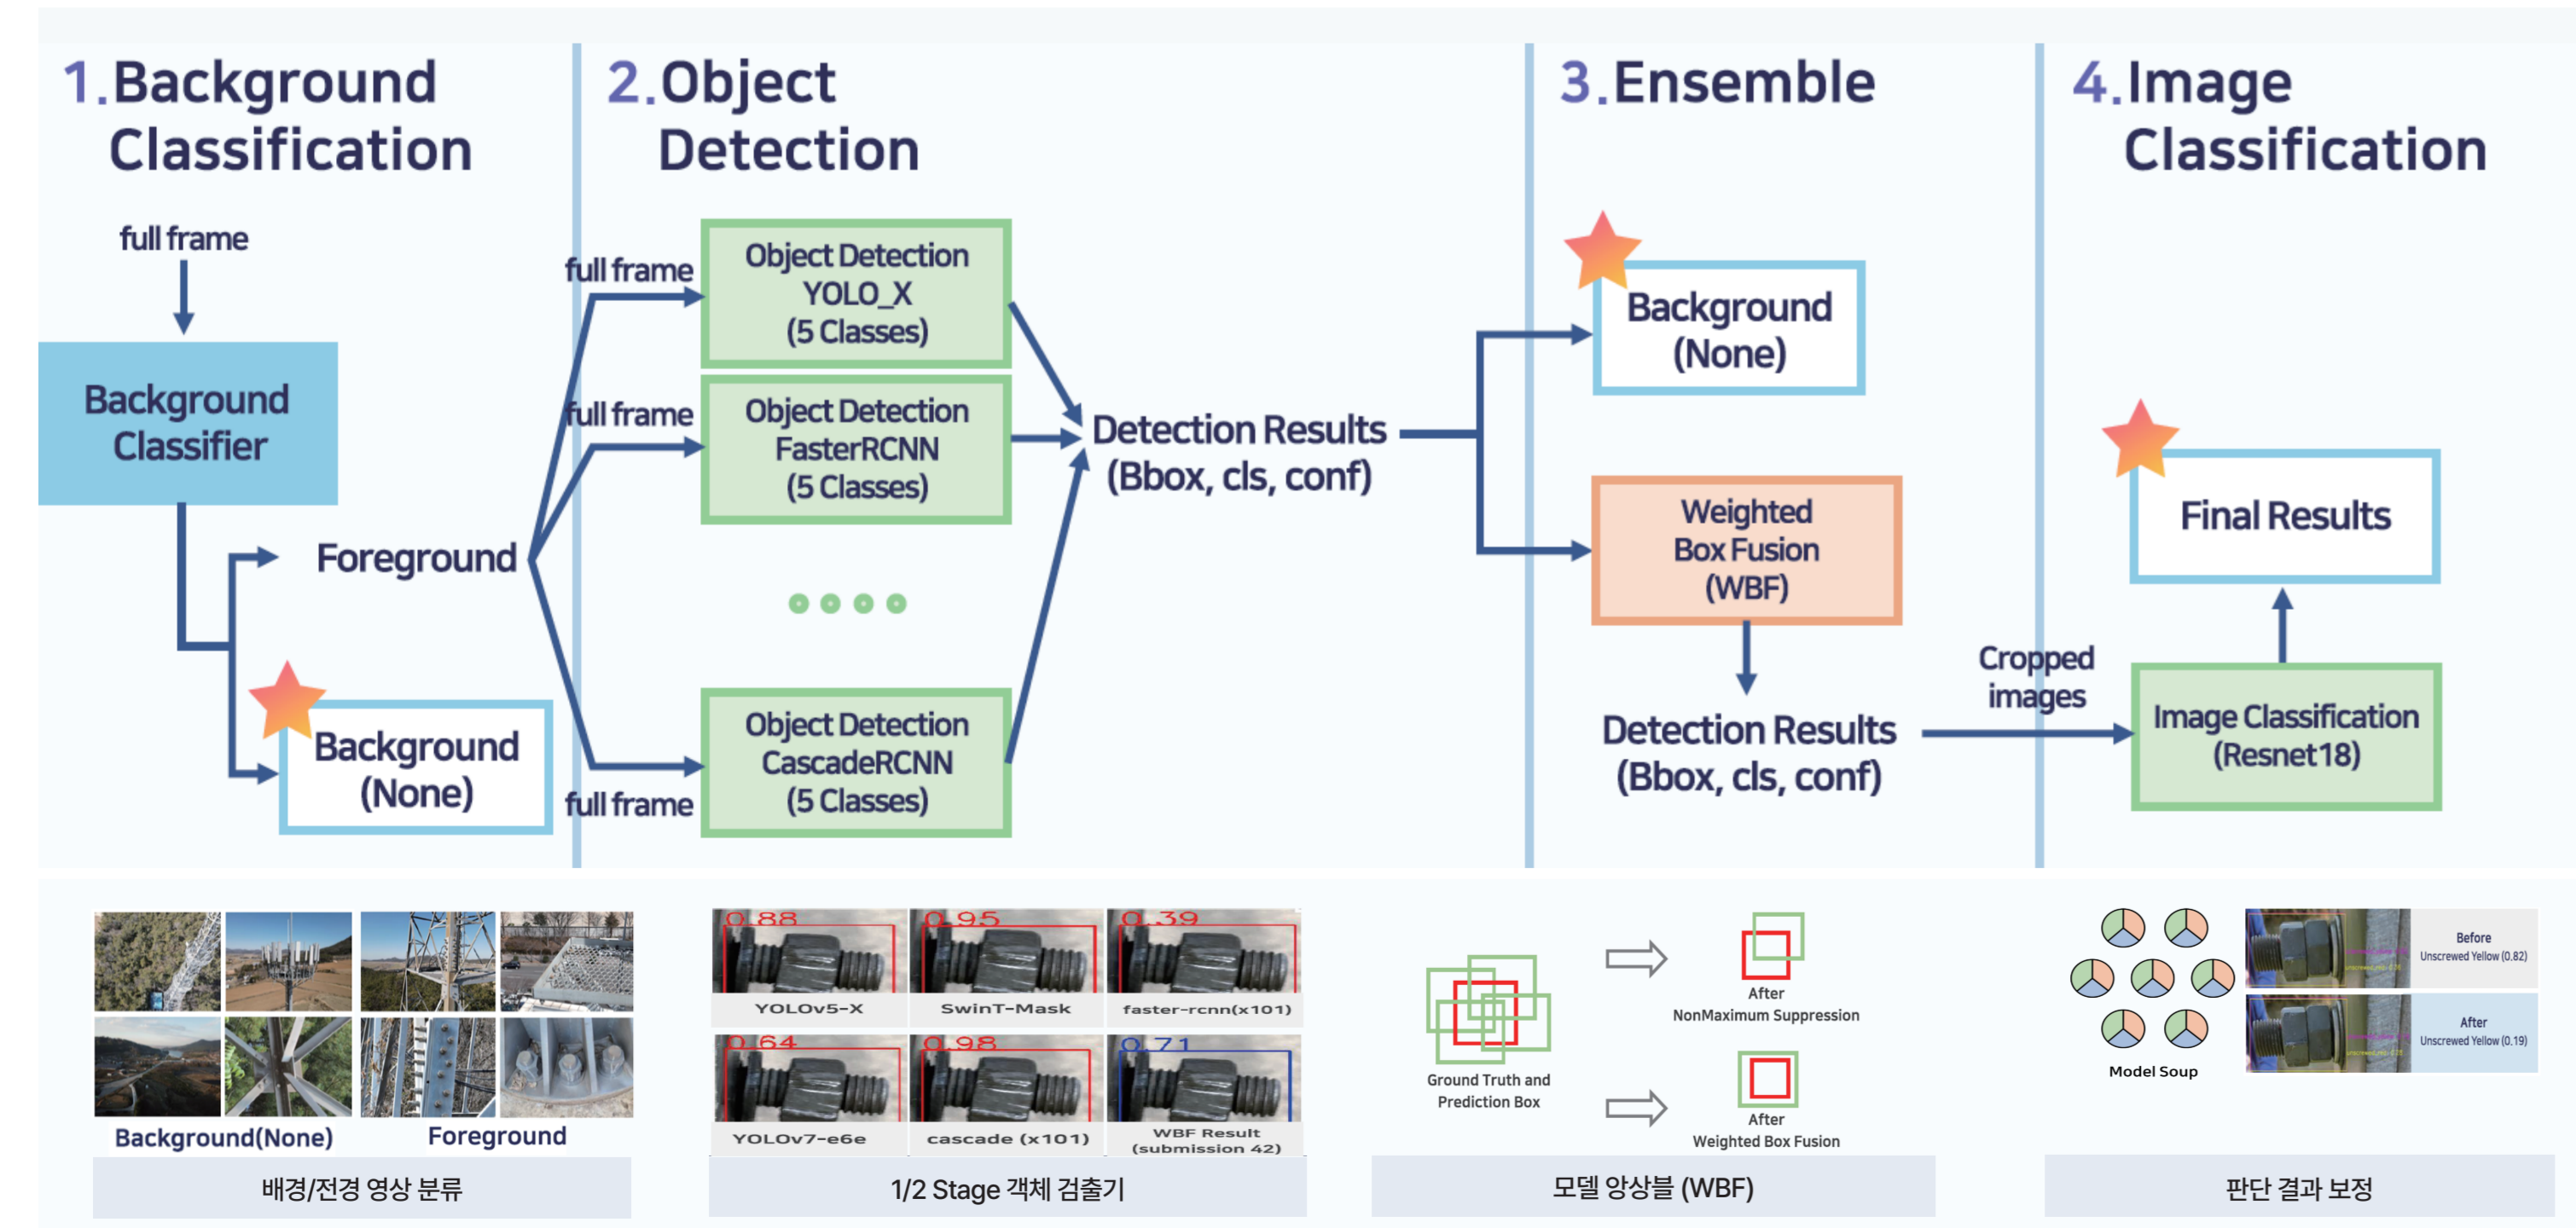 1.Background
Classification
full frame
Background
Classifier
Foreground
Background
(None)
2.Object
Detection
full frame
Object Detection
YOLO_X
(5 Classes)
full frame
Object Detection
FasterRCNN
(5 Classes)
full frame
Object Detection
CascadeRCNN
(5 Classes)
Detection Results
(Bbox, cls, conf)
3.Ensemble
Background
(None)
Weighted
Box Fusion
(WBF)
Detection Results
(Bbox, cls, conf)
Cropped
images
4.Image
Classification
Final Results
Image Classification
(Resnet18)
Background(None)
Foreground
배경/전경 영상 분류
0.88
0.95
0.39
YOLOv5-X
SwinT-Mask
faster-rcnn(x101)
0.64
0.98
0.71
YOLOv7-e6e
cascade (x101)
WBF Result
(submission 42)
1/2 Stage 객체 검출기
Ground Truth and
Prediction Box
After
NonMaximum Suppression
After
Weighted Box Fusion
모델 앙상블 (WBF)
Model Soup
Before
Unscrewed Yellow (0.82)
After
Unscrewed Yellow (0.19)
판단 결과 보정